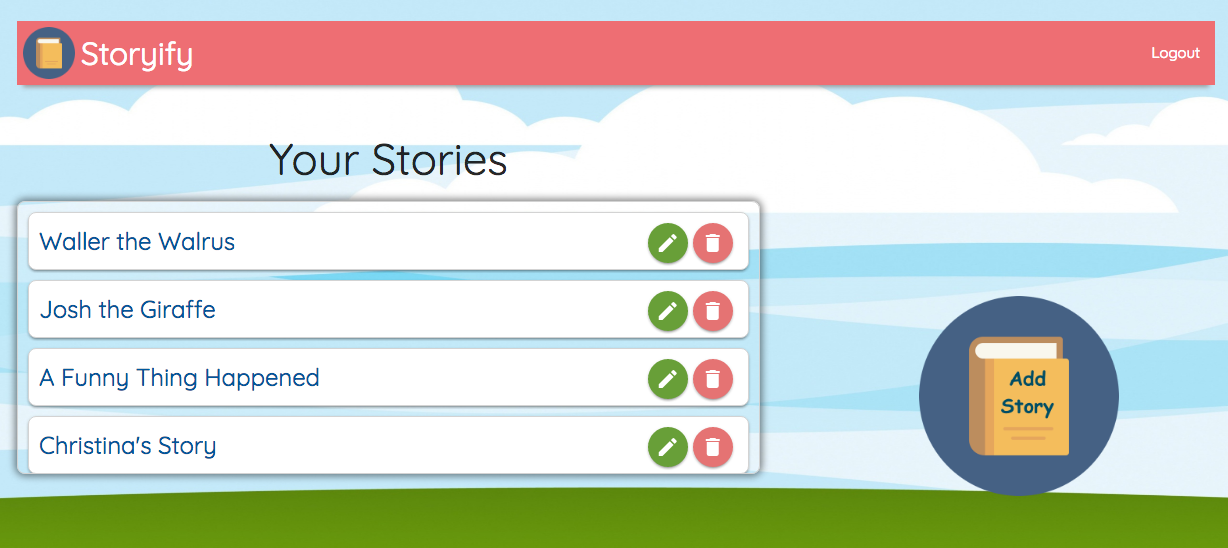 Storyify
Logout
Your Stories
Waller the Walrus
Josh the Giraffe
A Funny Thing Happened
Christina's Story
Add
Story